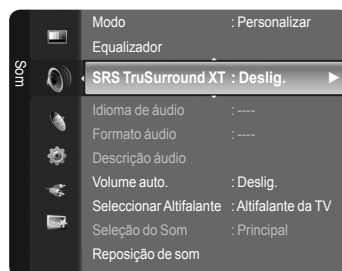 Som
Modo : Personalizar
Equalizador
SRS TruSurround XT : Deslig.
Idioma de áudio : ----
Formato áudio : ----
Descrição áudio
Volume auto. : Deslig.
Seleccionar Altifalante : Altifalante da TV
Seleção do Som : Principal
Reposição de som